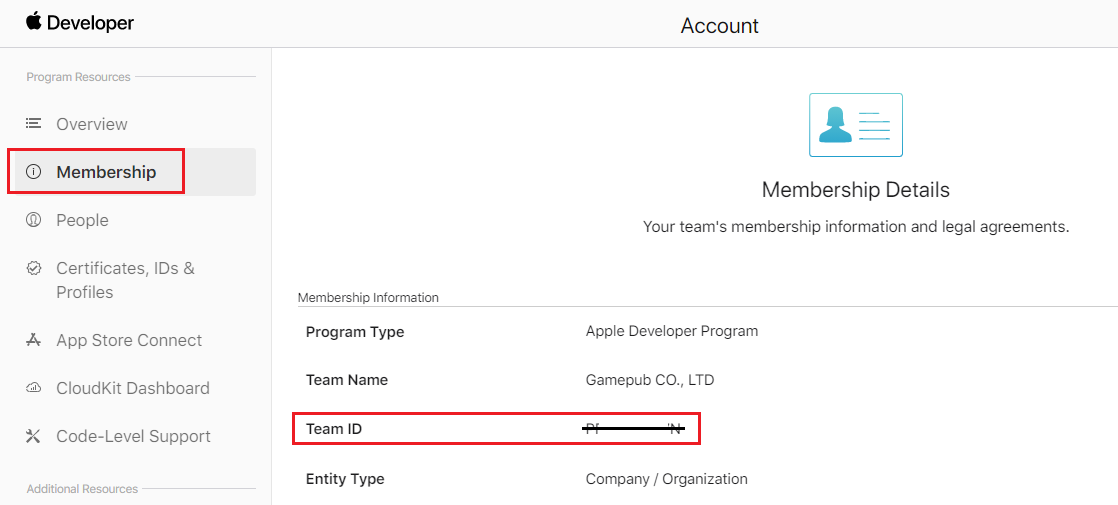 Developer
Account
Program Resources
Overview
Membership
People
Certificates, IDs &
Profiles
App Store Connect
CloudKit Dashboard
Code-Level Support
Additional Resources
Membership Details
Your team's membership information and legal agreements.
Membership Information
Program Type Apple Developer Program
Team Name Gamepub CO., LTD
Team ID
Entity Type Company / Organization